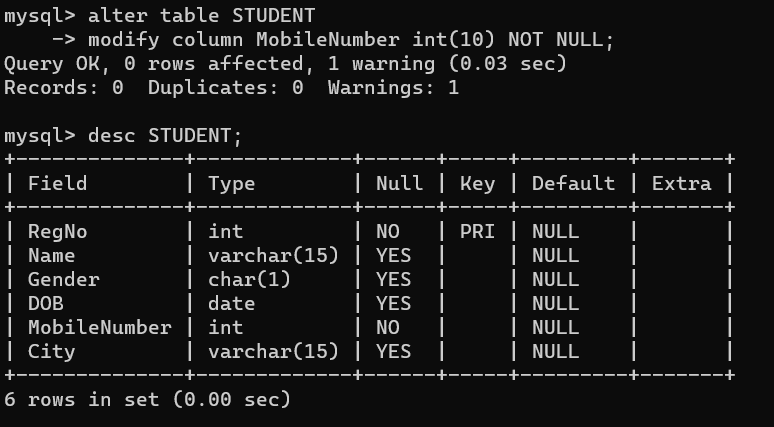 mysql> alter table STUDENT
    -> modify column MobileNumber int(10) NOT NULL;
Query OK, 0 rows affected, 1 warning (0.03 sec)
Records: 0  Duplicates: 0  Warnings: 1

mysql> desc STUDENT;
+--------------+-------------+------+-----+---------+-------+
| Field        | Type        | Null | Key | Default | Extra |
+--------------+-------------+------+-----+---------+-------+
| RegNo        | int         | NO   | PRI | NULL    |       |
| Name         | varchar(15) | YES  |     | NULL    |       |
| Gender       | char(1)     | YES  |     | NULL    |       |
| DOB          | date        | YES  |     | NULL    |       |
| MobileNumber | int         | NO   |     | NULL    |       |
| City         | varchar(15) | YES  |     | NULL    |       |
+--------------+-------------+------+-----+---------+-------+
6 rows in set (0.00 sec)